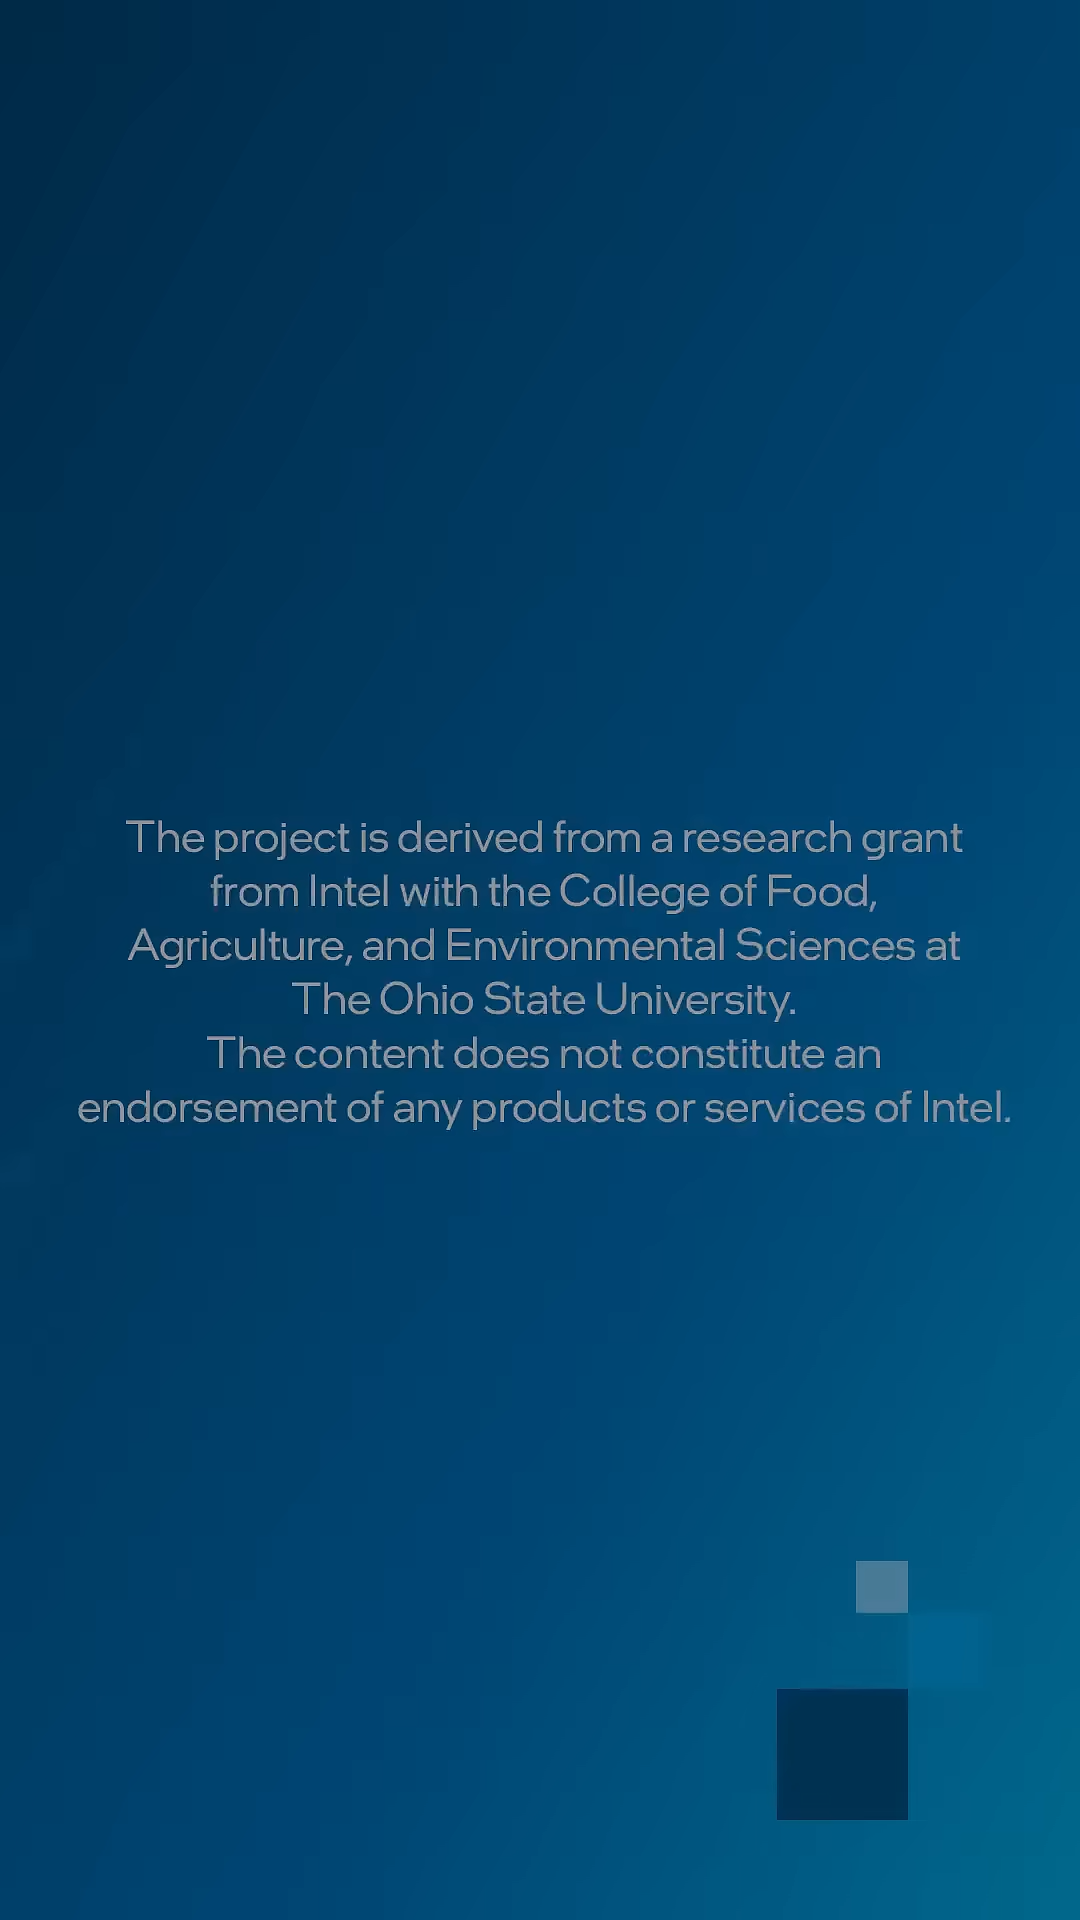 The project is derived from a research grant
from Intel with the College of Food,
Agriculture, and Environmental Sciences at
The Ohio State University.
The content does not constitute an
endorsement of any products or services of Intel.